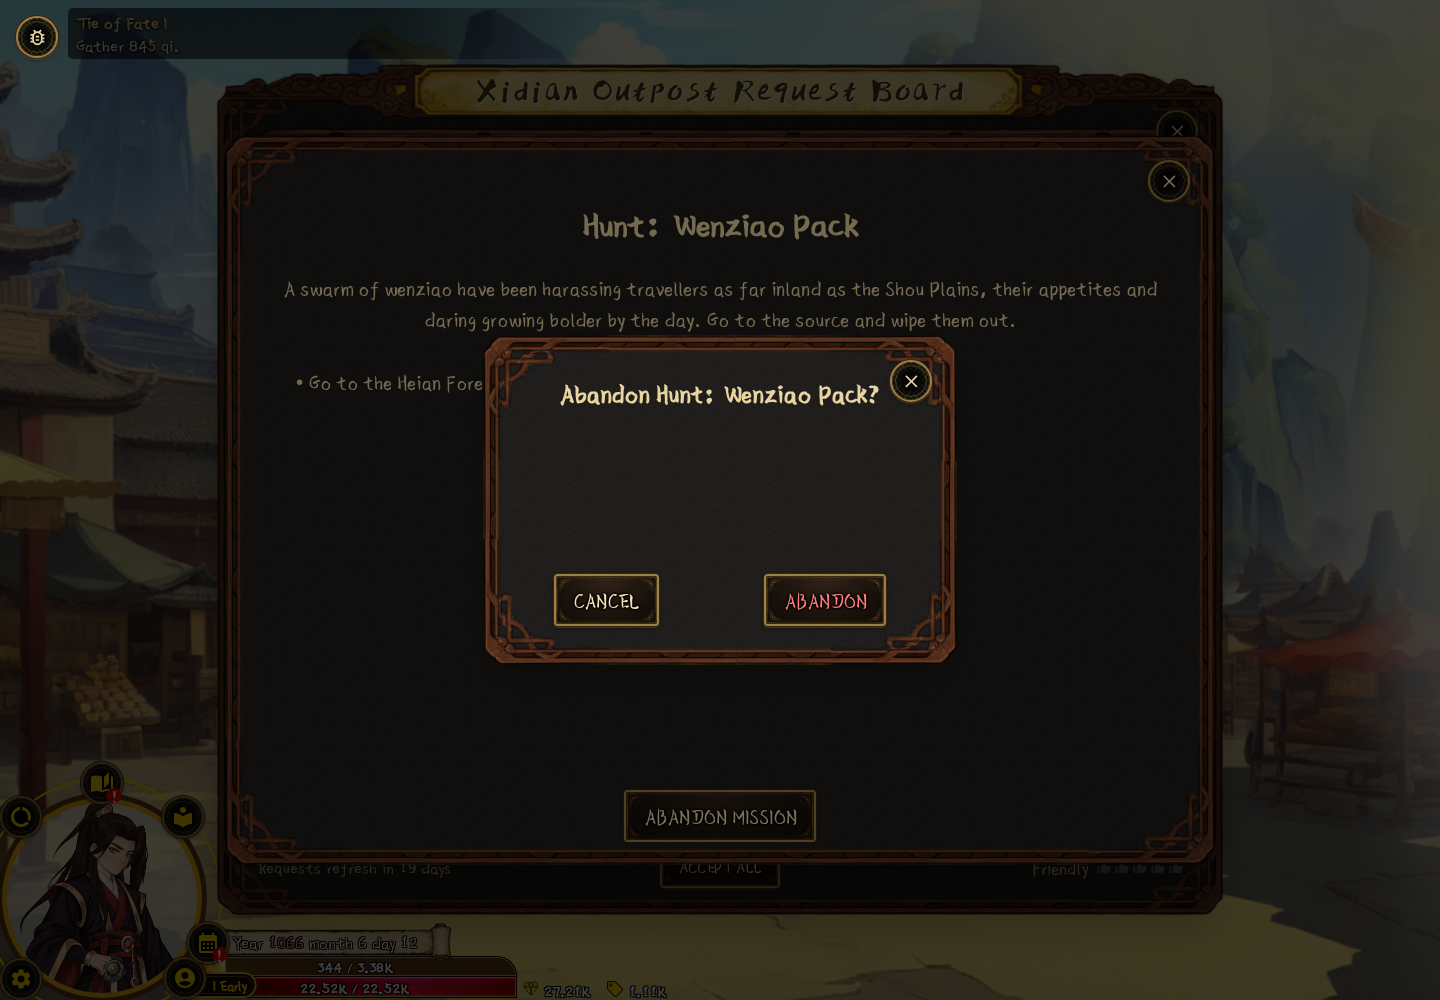 Tie of Fate I
Gather 845 qi.
Xidian Outpost Request Board
Hunt: Wenziao Pack
A swarm of wenziao have been harassing travellers as far inland as the Shou Plains, their appetites and
daring growing bolder by the day. Go to the source and wipe them out.
• Go to the Heian Fore
Abandon Hunt: Wenziao Pack?
CANCEL
ABANDON
ABANDON MISSION
Requests refresh in 19 days
ACCEPT ALL
Friendly
Year 1066 month 6 day 12
344 / 3.38K
I Early
22.52K / 22.52K
27.21K
1.11K